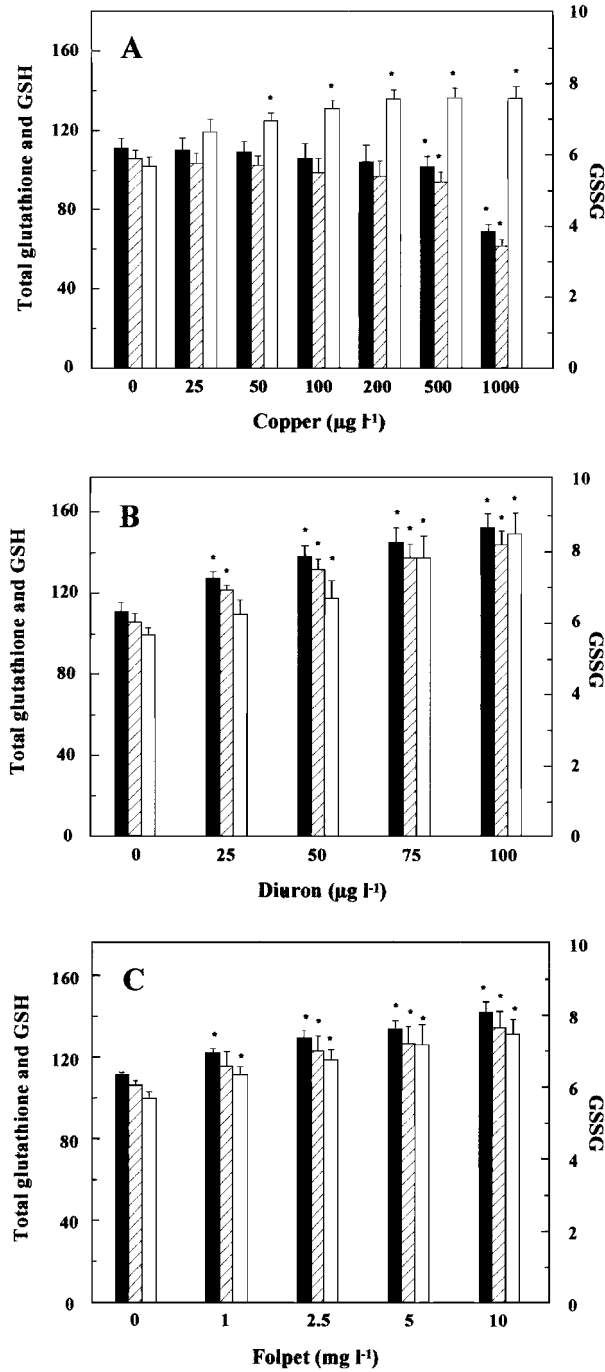 A
Total glutathione and GSH
160
120
80
40
0
10
8
6
4
2
0
GSSG
* * * * * * * * *
0 25 50 100 200 500 1000
Copper (µg l-1)
B
Total glutathione and GSH
160
120
80
40
0
10
8
6
4
2
0
GSSG
* * * * * * * * * * *
0 25 50 75 100
Diuron (µg l-1)
C
Total glutathione and GSH
160
120
80
40
0
10
8
6
4
2
0
GSSG
* * * * * * * * * * *
0 1 2.5 5 10
Folpet (mg l-1)